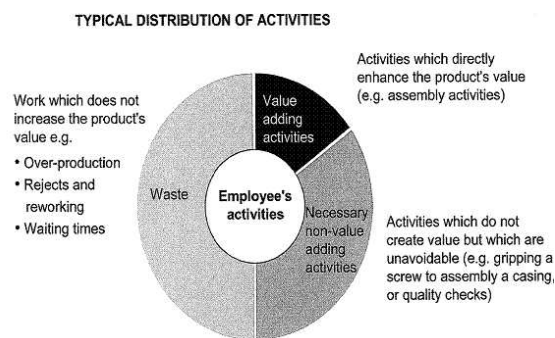 TYPICAL DISTRIBUTION OF ACTIVITIES
Activities which directly
enhance the product's value
(e.g. assembly activities)
Work which does not
increase the product's
value e.g.
• Over-production
• Rejects and
reworking
• Waiting times
Value
adding
activities
Waste
Employee's
activities
Necessary
non-value
adding
activities
Activities which do not
create value but which are
unavoidable (e.g. gripping a
screw to assembly a casing,
or quality checks)